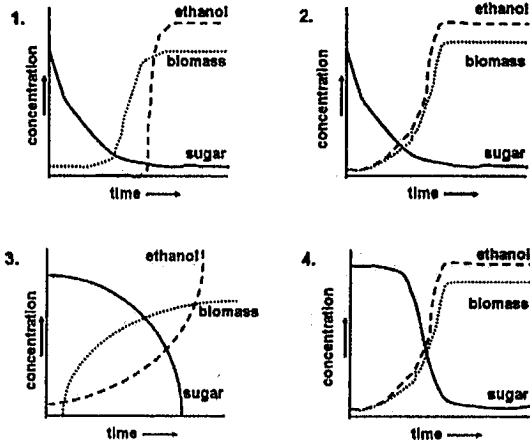 1.
ethanol
biomass
sugar
concentration
time
2.
ethanol
biomass
sugar
concentration
time
3.
ethanol
biomass
sugar
concentration
time
4.
ethanol
biomass
sugar
concentration
time